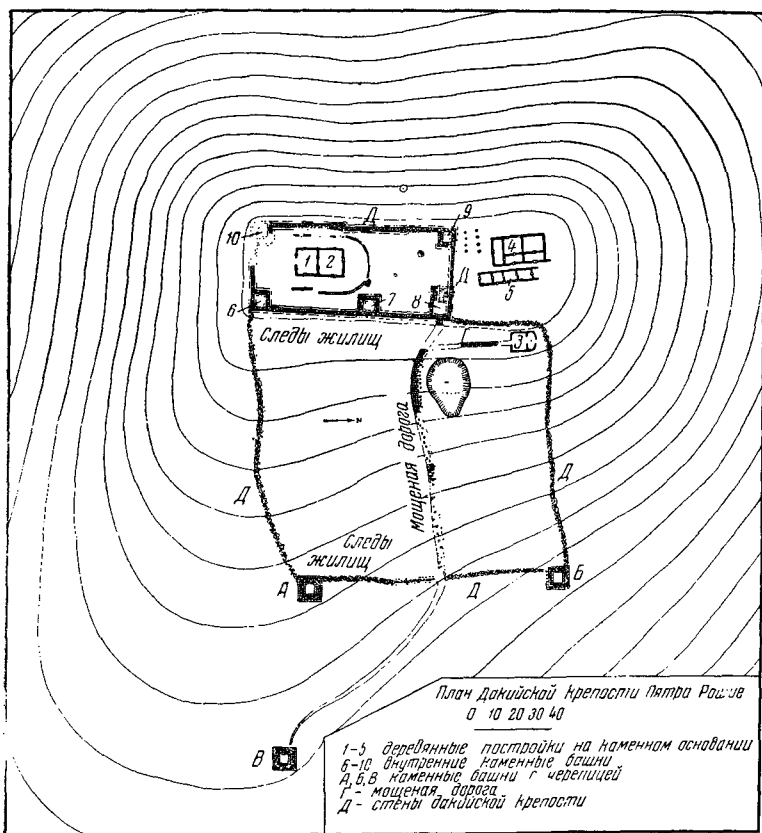 Д
10
9
1
2
4
Д
5
6
7
8
Следы жилищ
3
N
мощеная дорога
Д
Д
Следы
жилищ
А
Д
Б
В
План Дакийской крепости Пятра Рошие
0 10 20 30 40
1-5 деревянные постройки на каменном основании
6-10 внутренние каменные башни
А, Б, В каменные башни с черепицей
Г - мощеная дорога
Д - стены дакийской крепости